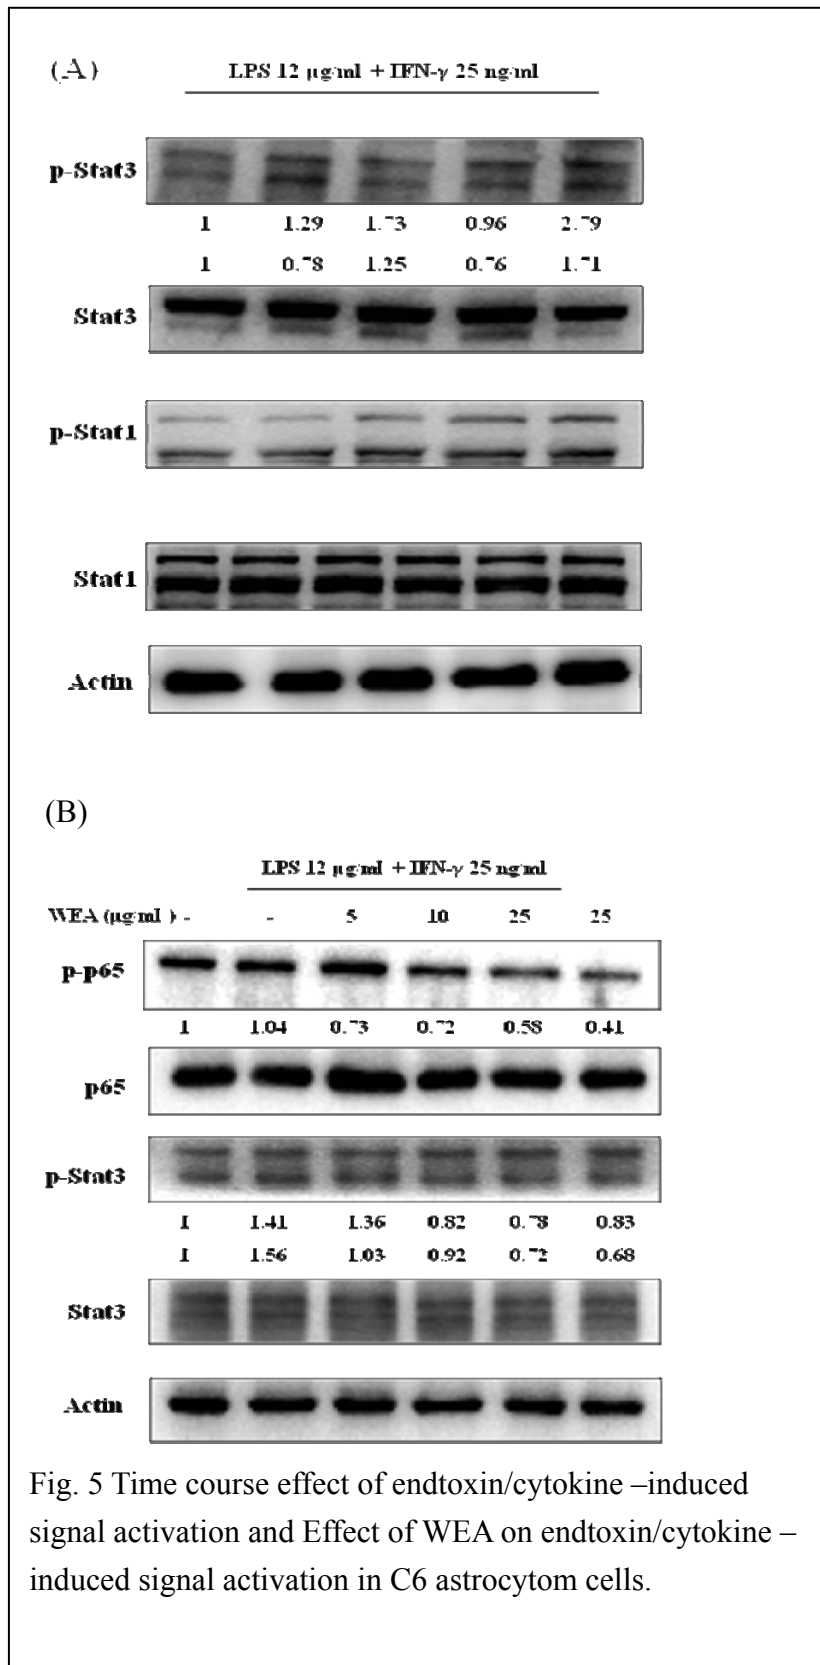 (A)
LPS 12 μg/ml + IFN-γ 25 ng/ml
p-Stat3
1 1.29 1.73 0.96 2.79
1 0.78 1.25 0.76 1.71
Stat3
p-Stat1
Stat1
Actin
(B)
LPS 12 μg/ml + IFN-γ 25 ng/ml
WEA (μg/ml ) - - 5 10 25 25
p-p65
1 1.04 0.73 0.72 0.58 0.41
p65
p-Stat3
1 1.41 1.36 0.82 0.78 0.83
1 1.56 1.03 0.92 0.72 0.68
Stat3
Actin
Fig. 5 Time course effect of endtoxin/cytokine –induced
signal activation and Effect of WEA on endtoxin/cytokine –
induced signal activation in C6 astrocytom cells.